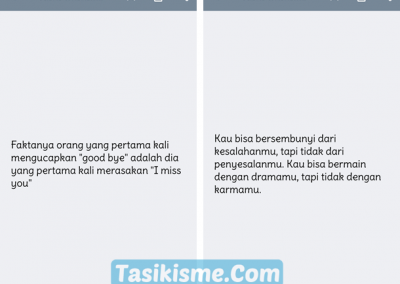 Faktanya orang yang pertama kali
mengucapkan "good bye" adalah dia
yang pertama kali merasakan "I miss
you"
Kau bisa bersembunyi dari
kesalahanmu, tapi tidak dari
penyesalanmu. Kau bisa bermain
dengan dramamu, tapi tidak dengan
karmamu.
Tasikisme.Com